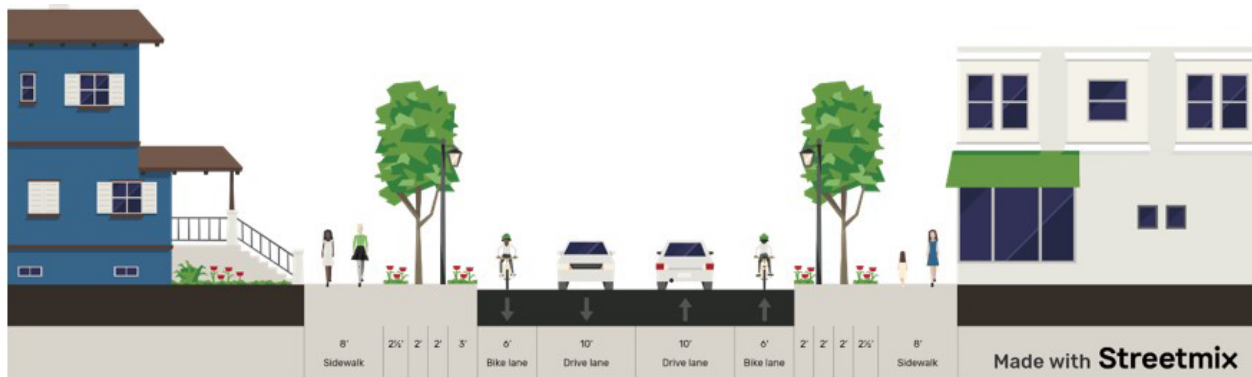 8' 2½' 2' 2' 3' 6' 10' 10' 6' 2' 2' 2' 2½' 8'
Sidewalk Bike lane Drive lane Drive lane Bike lane Sidewalk
Made with Streetmix